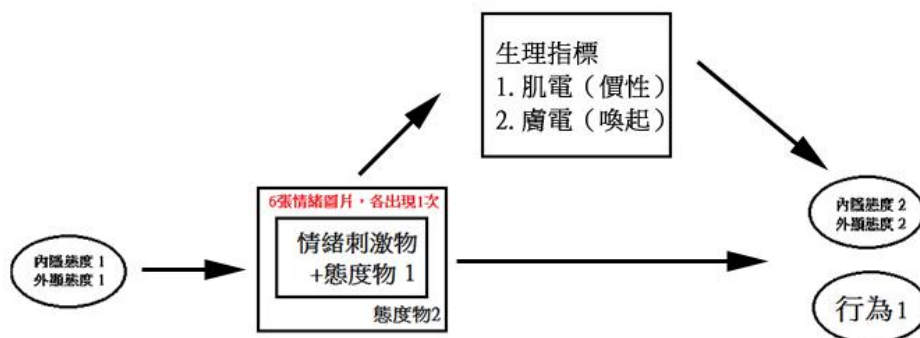 生理指標
1. 肌電（價性）
2. 膚電（喚起）
6張情緒圖片，各出現1次
情緒刺激物
+態度物 1
態度物2
內隱態度 1
外顯態度 1
內隱態度 2
外顯態度 2
行為 1